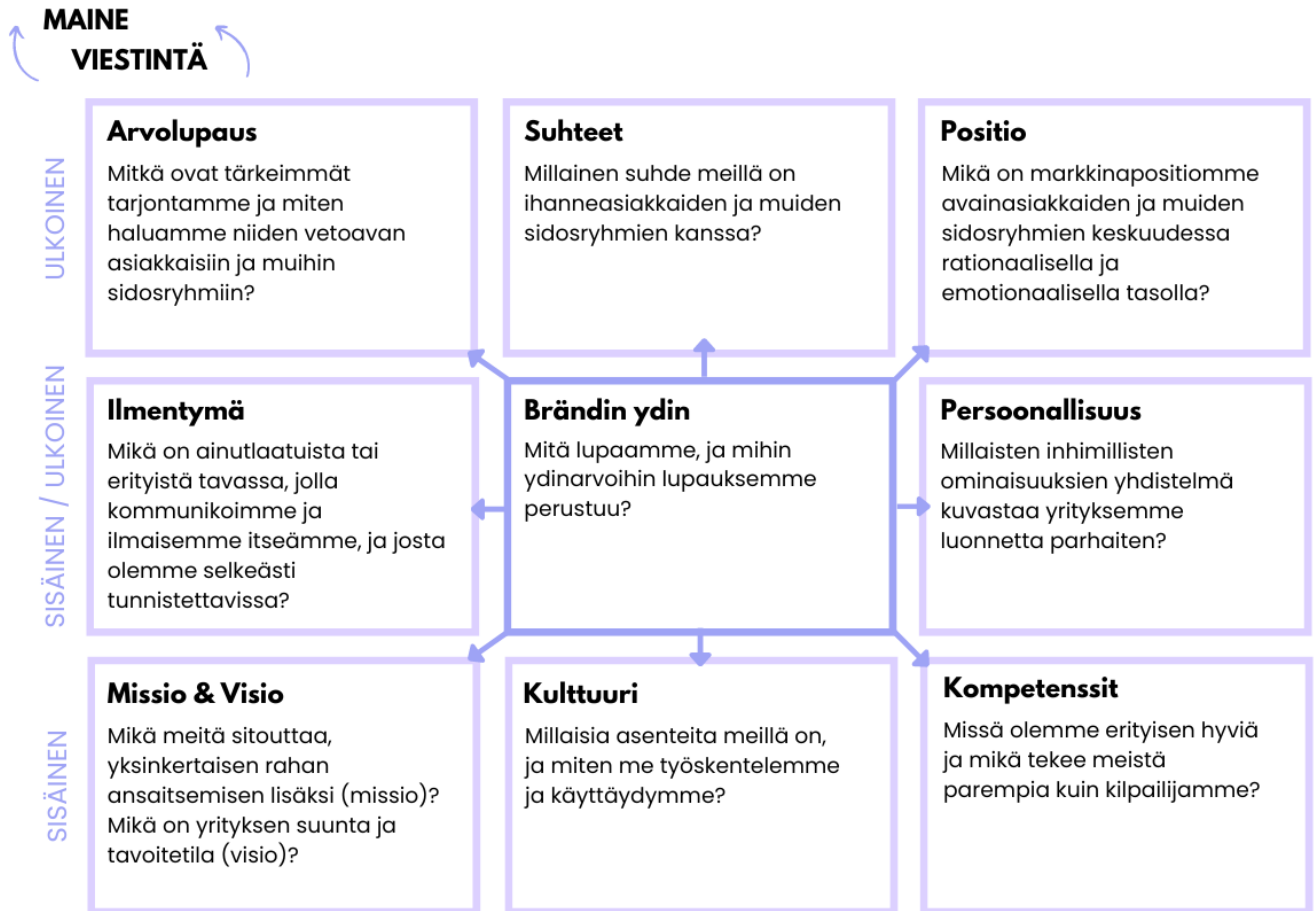 MAINE
VIESTINTÄ
ULKOINEN
Arvolupaus
Mitkä ovat tärkeimmät
tarjontamme ja miten
haluamme niiden vetoavan
asiakkaisiin ja muihin
sidosryhmiin?
Suhteet
Millainen suhde meillä on
ihanneasiakkaiden ja muiden
sidosryhmien kanssa?
Positio
Mikä on markkinapositiomme
avainasiakkaiden ja muiden
sidosryhmien keskuudessa
rationaalisella ja
emotionaalisella tasolla?
SISÄINEN / ULKOINEN
Ilmentymä
Mikä on ainutlaatuista tai
erityistä tavassa, jolla
kommunikoimme ja
ilmaisemme itseämme, ja josta
olemme selkeästi
tunnistettavissa?
Brändin ydin
Mitä lupaamme, ja mihin
ydinarvoihin lupauksemme
perustuu?
Persoonallisuus
Millaisten inhimillisten
ominaisuuksien yhdistelmä
kuvastaa yrityksemme
luonnetta parhaiten?
SISÄINEN
Missio & Visio
Mikä meitä sitouttaa,
yksinkertaisen rahan
ansaitsemisen lisäksi (missio)?
Mikä on yrityksen suunta ja
tavoitetila (visio)?
Kulttuuri
Millaisia asenteita meillä on,
ja miten me työskentelemme
ja käyttäydymme?
Kompetenssit
Missä olemme erityisen hyviä
ja mikä tekee meistä
parempia kuin kilpailijamme?